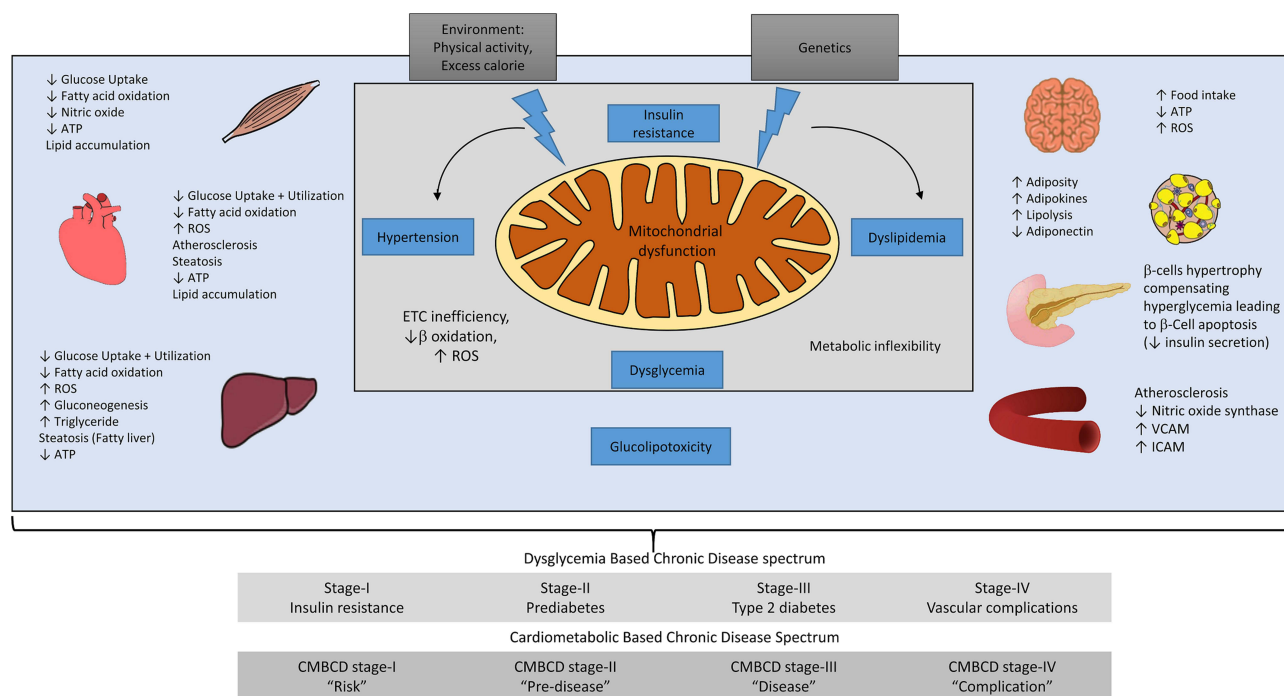 Environment:
Physical activity,
Excess calorie
Genetics
↓ Glucose Uptake
↓ Fatty acid oxidation
↓ Nitric oxide
↓ ATP
Lipid accumulation
↓ Glucose Uptake + Utilization
↓ Fatty acid oxidation
↑ ROS
Atherosclerosis
Steatosis
↓ ATP
Lipid accumulation
↓ Glucose Uptake + Utilization
↓ Fatty acid oxidation
↑ ROS
↑ Gluconeogenesis
↑ Triglyceride
Steatosis (Fatty liver)
↓ ATP
Insulin
resistance
Hypertension
Mitochondrial
dysfunction
Dyslipidemia
ETC inefficiency,
↓β oxidation,
↑ ROS
Metabolic inflexibility
Dysglycemia
Glucolipotoxicity
↑ Food intake
↓ ATP
↑ ROS
↑ Adiposity
↑ Adipokines
↑ Lipolysis
↓ Adiponectin
β-cells hypertrophy
compensating
hyperglycemia leading
to β-Cell apoptosis
(↓ insulin secretion)
Atherosclerosis
↓ Nitric oxide synthase
↑ VCAM
↑ ICAM
Dysglycemia Based Chronic Disease spectrum
Stage-I
Insulin resistance
Stage-II
Prediabetes
Stage-III
Type 2 diabetes
Stage-IV
Vascular complications
Cardiometabolic Based Chronic Disease Spectrum
CMBCD stage-I
“Risk”
CMBCD stage-II
“Pre-disease”
CMBCD stage-III
“Disease”
CMBCD stage-IV
“Complication”